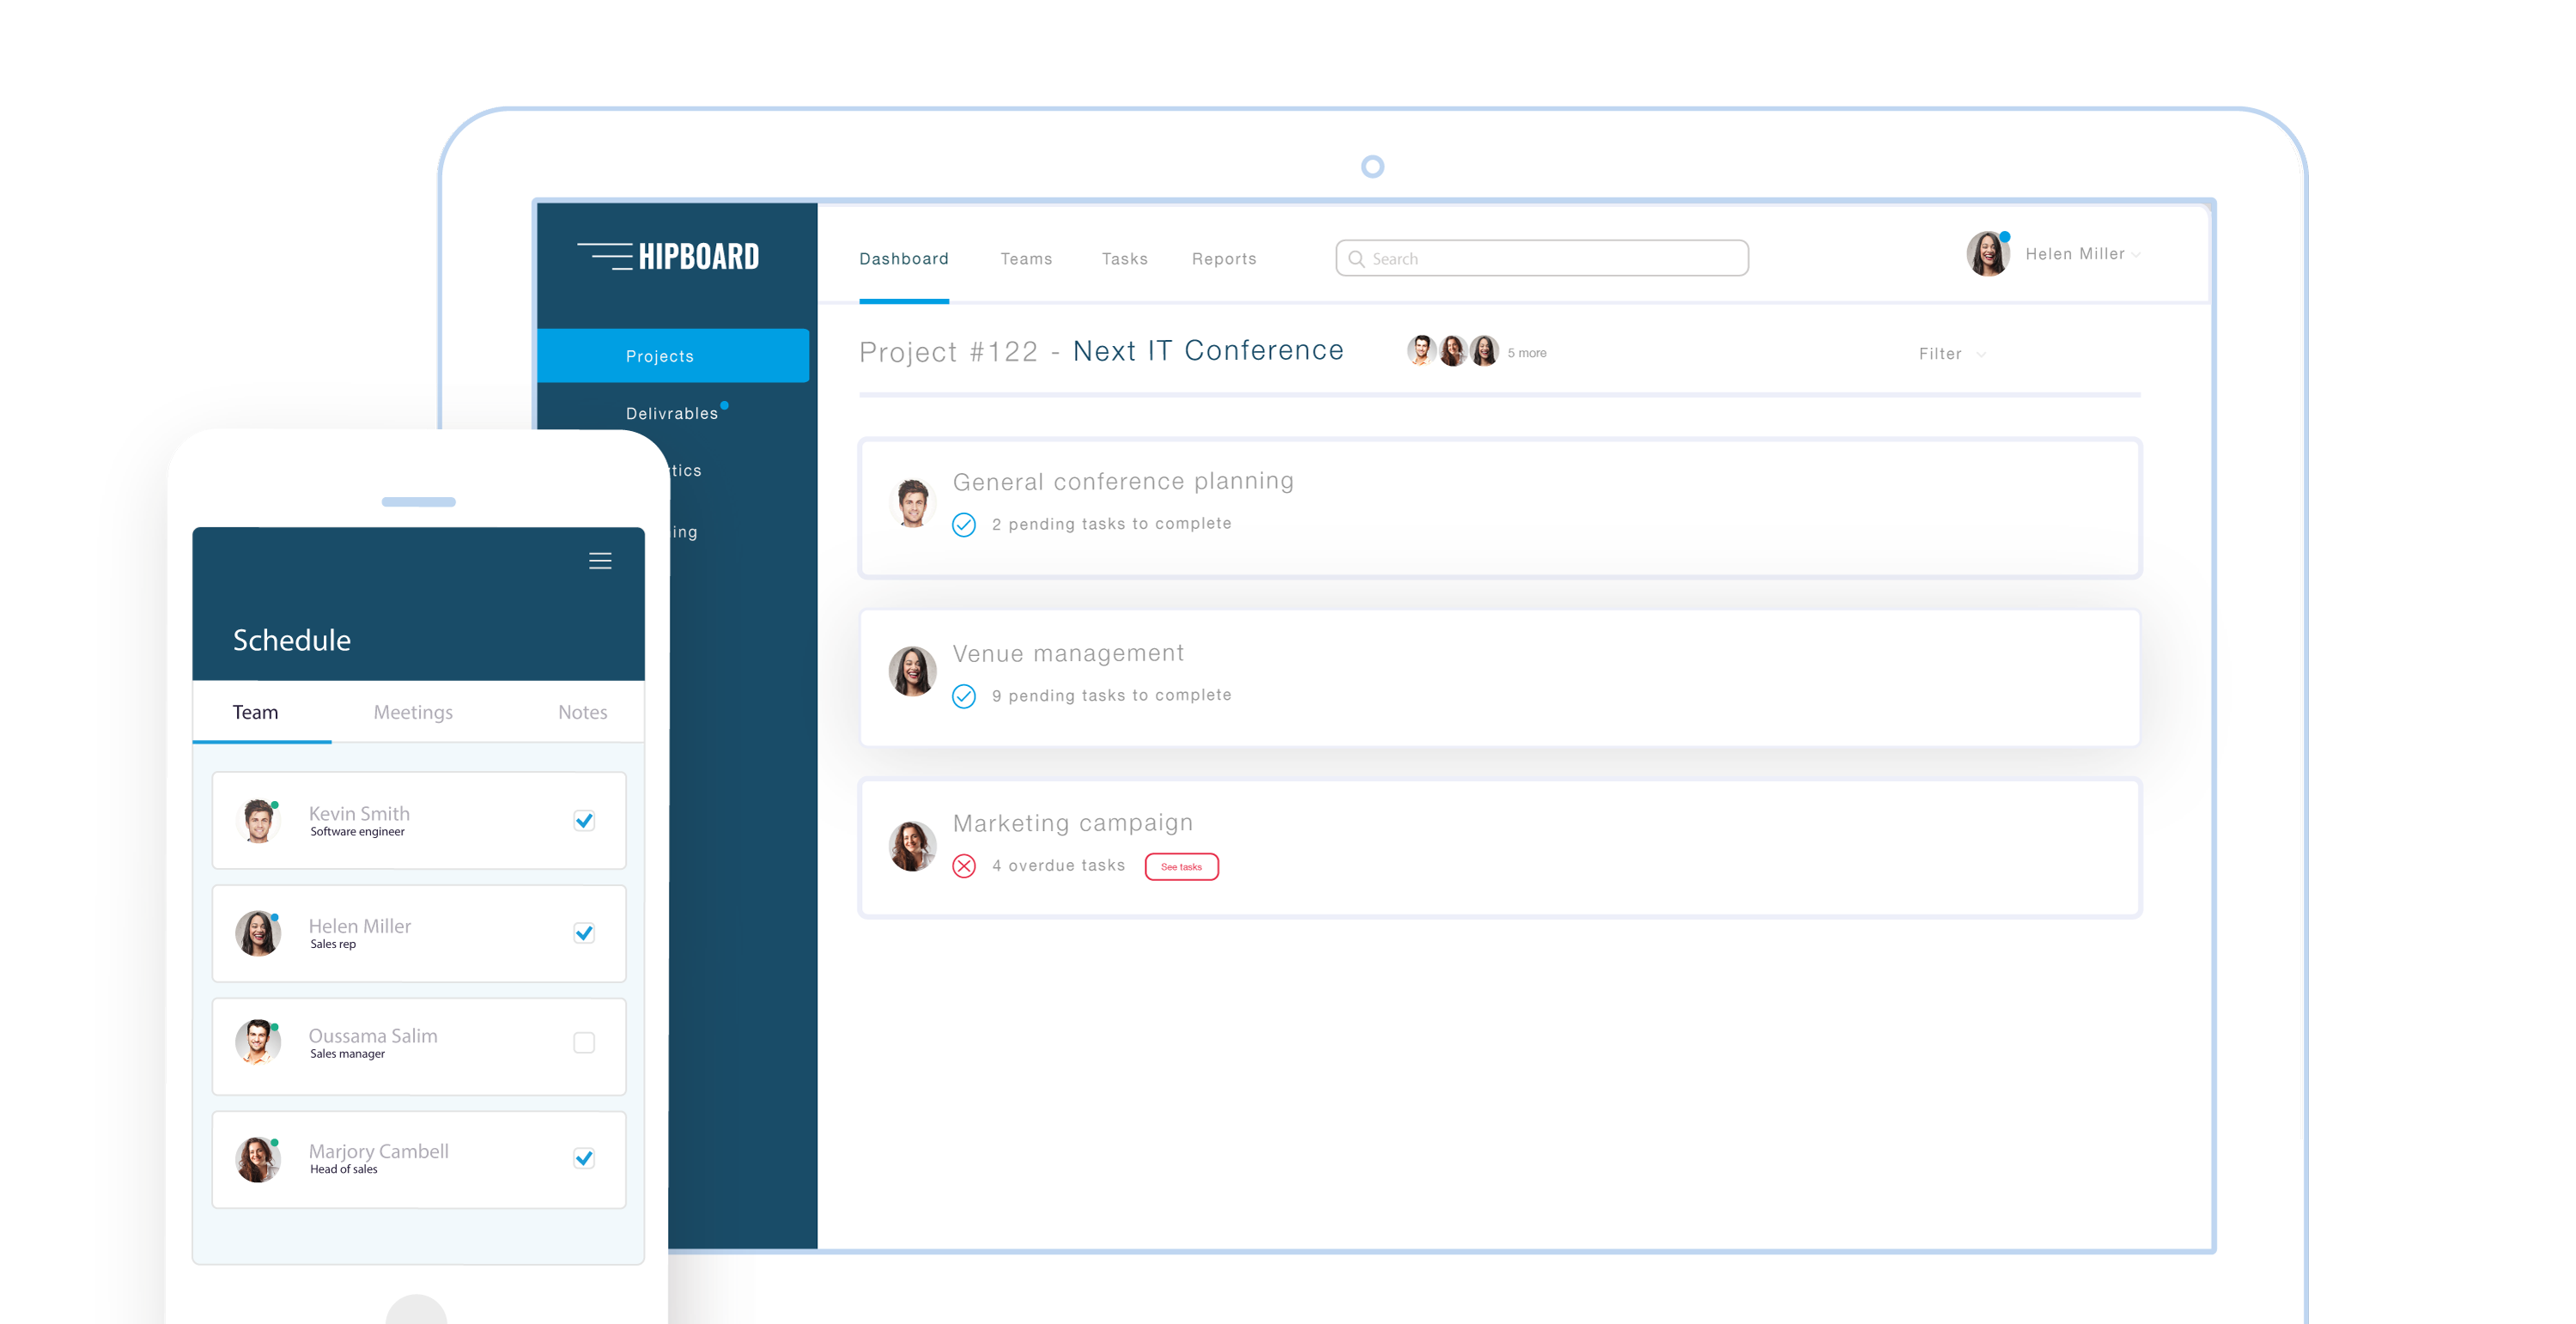 HIPBOARD
Dashboard Teams Tasks Reports Search Helen Miller
Projects
Delivrables
tics
ing
Project #122 - Next IT Conference 5 more Filter
General conference planning
2 pending tasks to complete
Venue management
9 pending tasks to complete
Marketing campaign
4 overdue tasks See tasks
Schedule
Team Meetings Notes
Kevin Smith
Software engineer
Helen Miller
Sales rep
Oussama Salim
Sales manager
Marjory Cambell
Head of sales